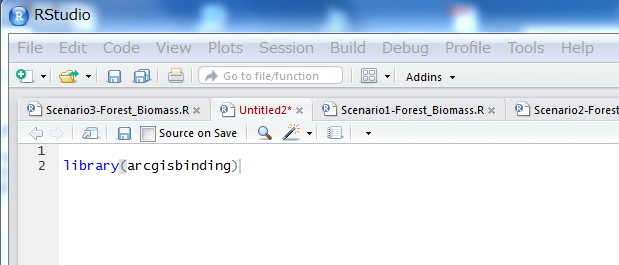 RStudio
File Edit Code View Plots Session Build Debug Profile Tools Help
Go to file/function Addins
Scenario3-Forest_Biomass.R Untitled2* Scenario1-Forest_Biomass.R Scenario2-Forest
Source on Save
1
2 library(arcgisbinding)